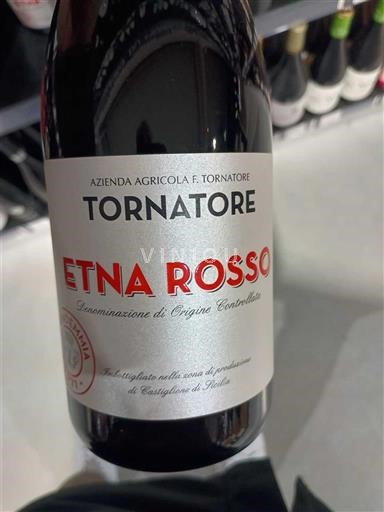 AZIENDA AGRICOLA F. TORNATORE
TORNATORE
VINIOU
ETNA ROSSO
Denominazione di Origine Controllata
Imbottigliato nella zona di produzione
di Castiglione di Sicilia